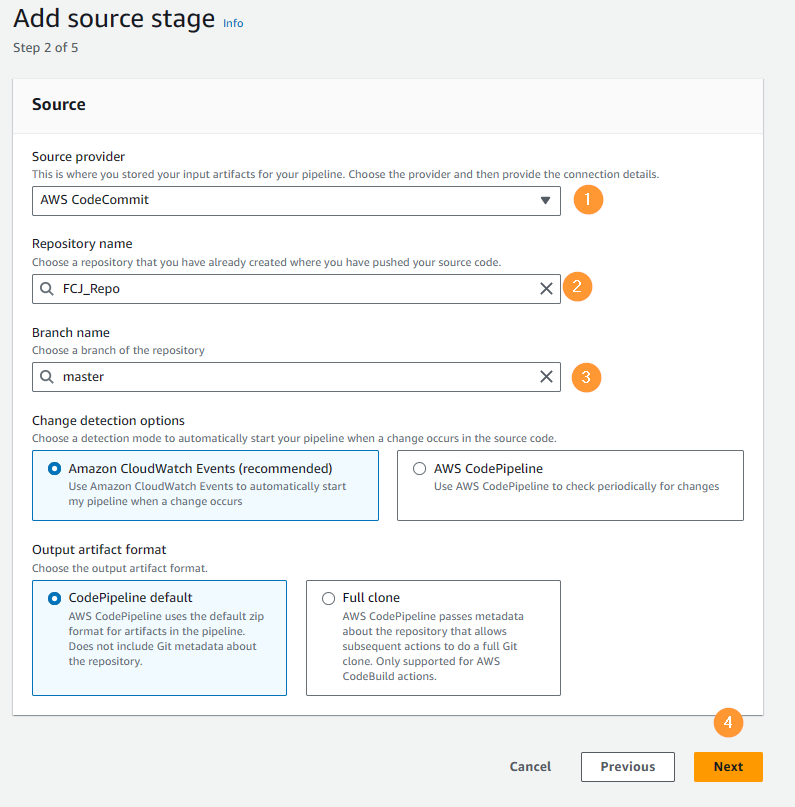 Add source stage Info
Step 2 of 5
Source
Source provider
This is where you stored your input artifacts for your pipeline. Choose the provider and then provide the connection details.
AWS CodeCommit
1
Repository name
Choose a repository that you have already created where you have pushed your source code.
FCJ_Repo
2
Branch name
Choose a branch of the repository
master
3
Change detection options
Choose a detection mode to automatically start your pipeline when a change occurs in the source code.
Amazon CloudWatch Events (recommended)
Use Amazon CloudWatch Events to automatically start
my pipeline when a change occurs
AWS CodePipeline
Use AWS CodePipeline to check periodically for changes
Output artifact format
Choose the output artifact format.
CodePipeline default
AWS CodePipeline uses the default zip
format for artifacts in the pipeline.
Does not include Git metadata about
the repository.
Full clone
AWS CodePipeline passes metadata
about the repository that allows
subsequent actions to do a full Git
clone. Only supported for AWS
CodeBuild actions.
4
Cancel
Previous
Next